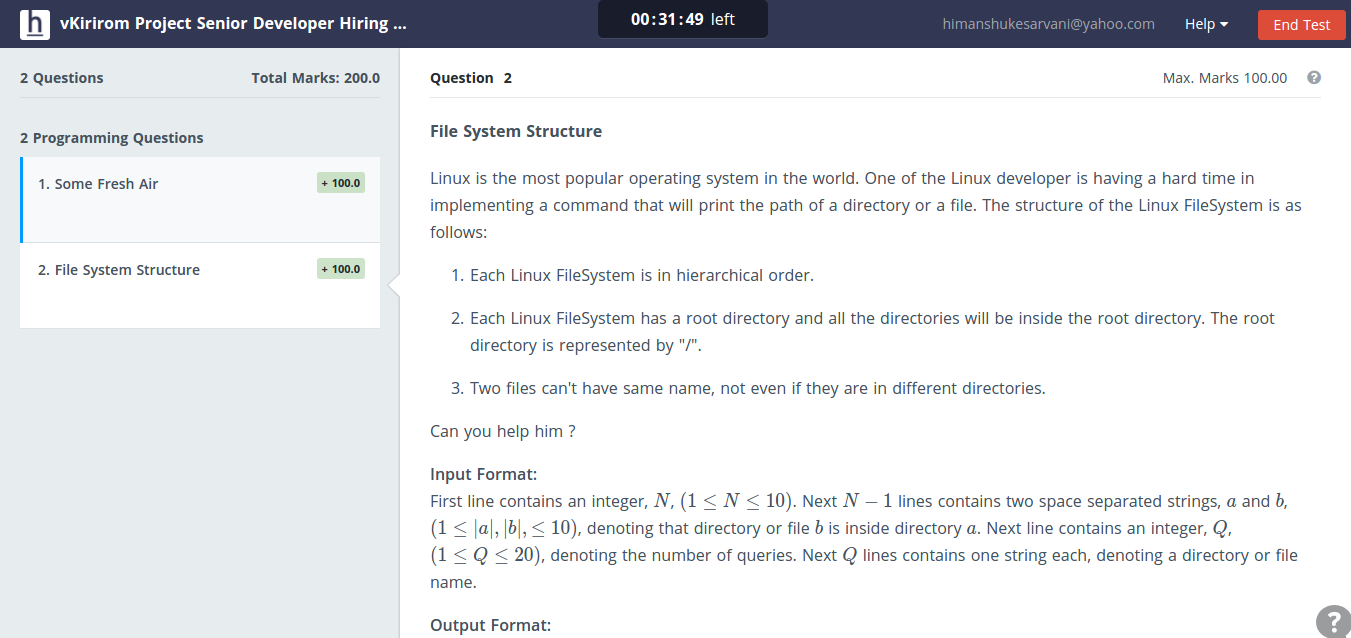 h vKirirom Project Senior Developer Hiring ...
00:31:49 left
himanshukesarvani@yahoo.com
Help
End Test
2 Questions
Total Marks: 200.0
2 Programming Questions
1. Some Fresh Air
+ 100.0
2. File System Structure
+ 100.0
Question 2
Max. Marks 100.00
?
File System Structure
Linux is the most popular operating system in the world. One of the Linux developer is having a hard time in
implementing a command that will print the path of a directory or a file. The structure of the Linux FileSystem is as
follows:
1. Each Linux FileSystem is in hierarchical order.
2. Each Linux FileSystem has a root directory and all the directories will be inside the root directory. The root
directory is represented by "/".
3. Two files can't have same name, not even if they are in different directories.
Can you help him ?
Input Format:
First line contains an integer, N, (1 ≤ N ≤ 10). Next N − 1 lines contains two space separated strings, a and b,
(1 ≤ |a|, |b|, ≤ 10), denoting that directory or file b is inside directory a. Next line contains an integer, Q,
(1 ≤ Q ≤ 20), denoting the number of queries. Next Q lines contains one string each, denoting a directory or file
name.
Output Format:
?